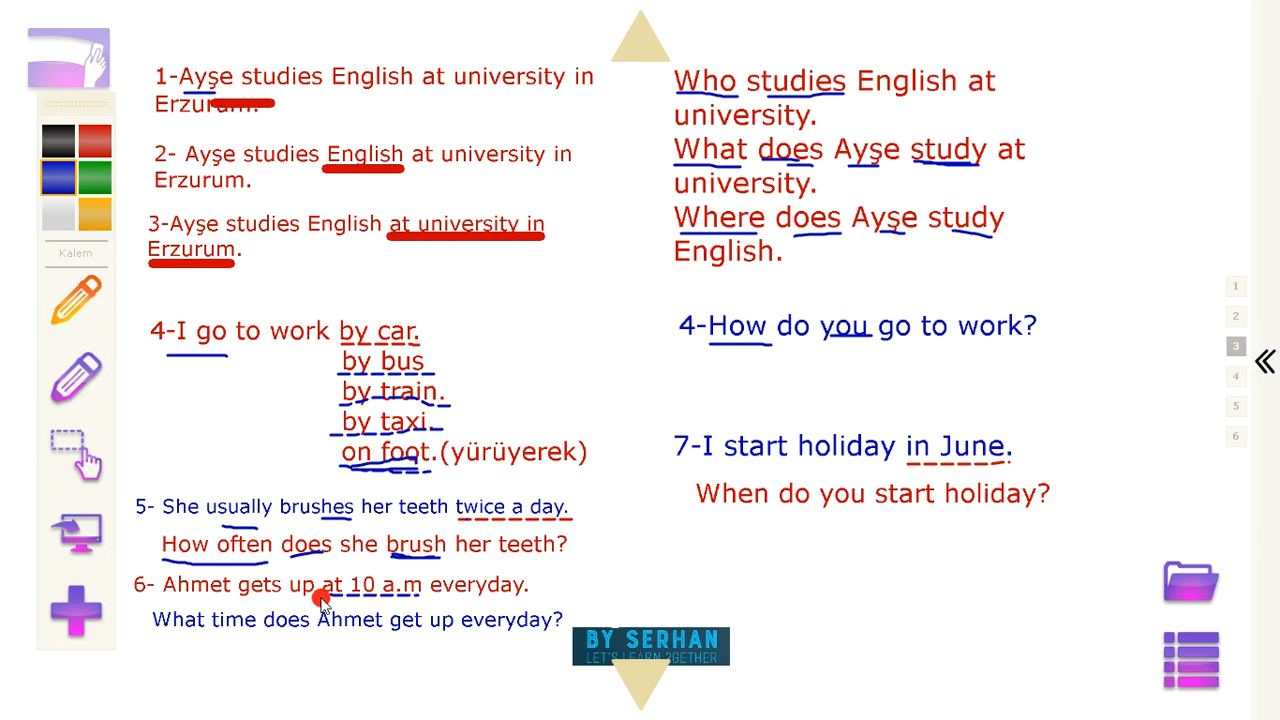 1-Ayşe studies English at university in
Erzurum.
2- Ayşe studies English at university in
Erzurum.
3-Ayşe studies English at university in
Erzurum.
4-I go to work by car.
by bus
by train.
by taxi.
on foot.(yürüyerek)
5- She usually brushes her teeth twice a day.
How often does she brush her teeth?
6- Ahmet gets up at 10 a.m everyday.
What time does Ahmet get up everyday?
Who studies English at
university.
What does Ayşe study at
university.
Where does Ayşe study
English.
4-How do you go to work?
7-I start holiday in June.
When do you start holiday?
Kalem
1
2
3
4
5
6
BY SERHAN
LET'S LEARN 2GETHER